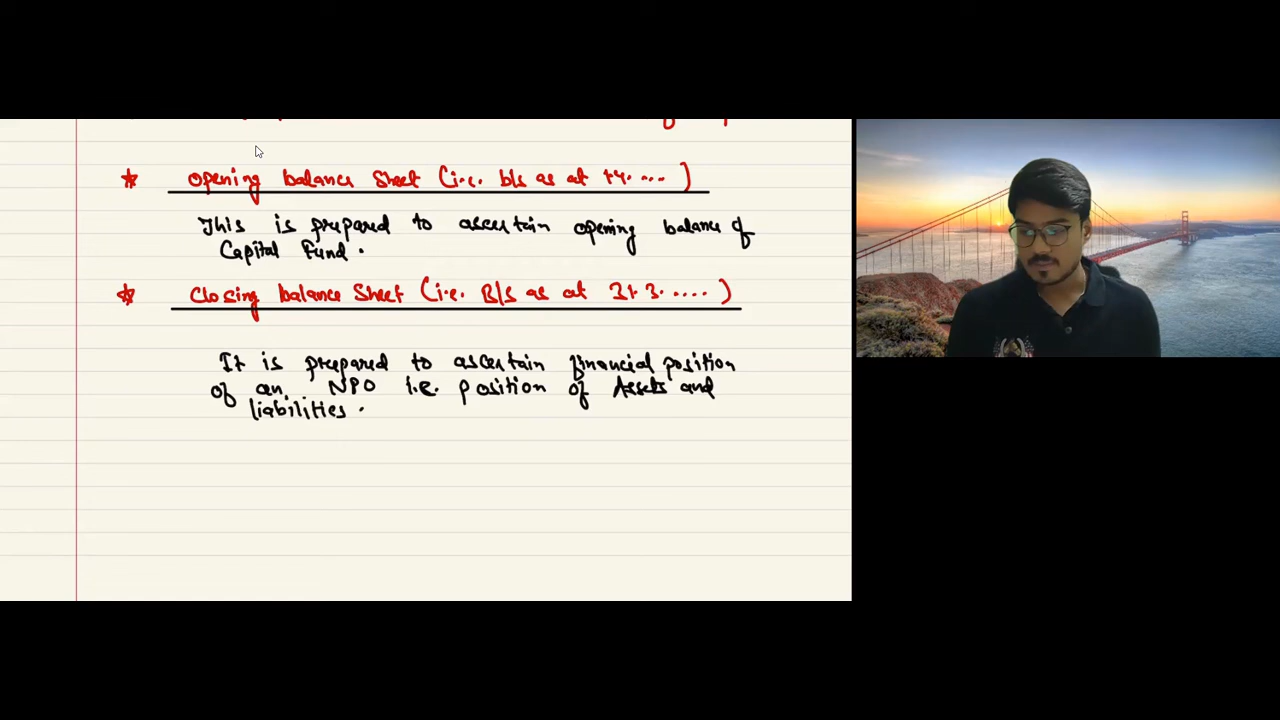 ★ Opening balance Sheet (i.e. b/s as at 1.4. ....)
This is prepared to ascertain opening balance of
Capital Fund.
★ Closing balance Sheet (i.e. B/s as at 31.3. ....)
It is prepared to ascertain financial position
of an NPO i.e. position of Assets and
liabilities.